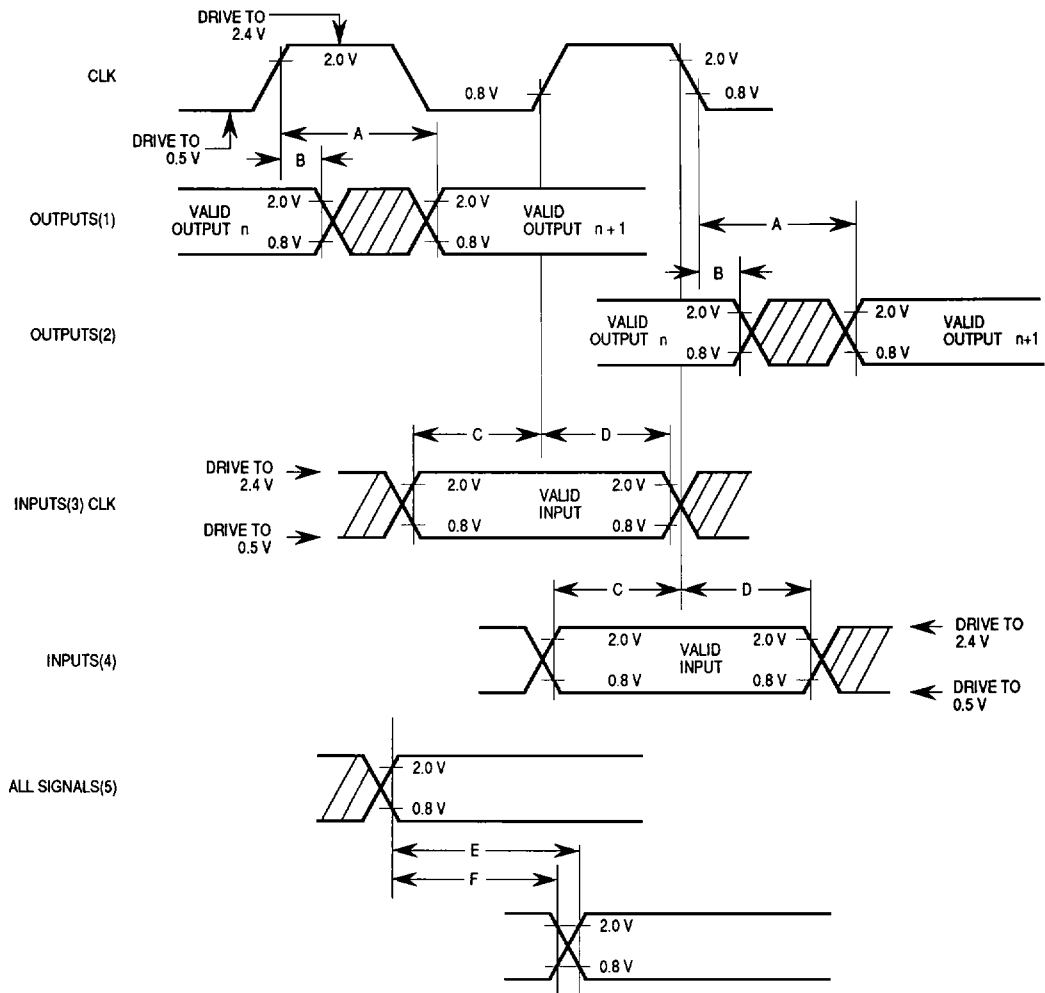 DRIVE TO
2.4 V
CLK
2.0 V
2.0 V
0.8 V
0.8 V
DRIVE TO
0.5 V
A
B
OUTPUTS(1)
VALID
OUTPUT n
2.0 V
0.8 V
2.0 V
0.8 V
VALID
OUTPUT n + 1
A
B
OUTPUTS(2)
VALID
OUTPUT n
2.0 V
0.8 V
2.0 V
0.8 V
VALID
OUTPUT n+1
C
D
INPUTS(3) CLK
DRIVE TO
2.4 V
DRIVE TO
0.5 V
2.0 V
0.8 V
VALID
INPUT
2.0 V
0.8 V
C
D
INPUTS(4)
2.0 V
0.8 V
VALID
INPUT
2.0 V
0.8 V
DRIVE TO
2.4 V
DRIVE TO
0.5 V
ALL SIGNALS(5)
2.0 V
0.8 V
E
F
2.0 V
0.8 V